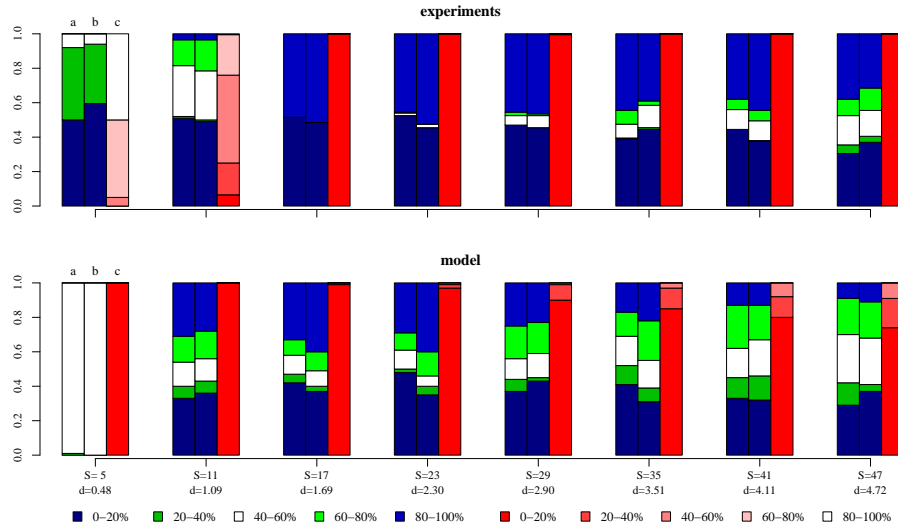 experiments
a b c
1.0
0.8
0.6
0.4
0.2
0.0
model
a b c
1.0
0.8
0.6
0.4
0.2
0.0
S= 5 S=11 S=17 S=23 S=29 S=35 S=41 S=47
d=0.48 d=1.09 d=1.69 d=2.30 d=2.90 d=3.51 d=4.11 d=4.72
0−20% 20−40% 40−60% 60−80% 80−100% 0−20% 20−40% 40−60% 60−80% 80−100%